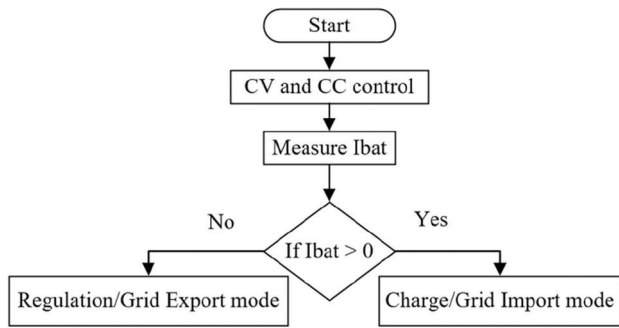 Start
CV and CC control
Measure Ibat
No
Yes
If Ibat > 0
Regulation/Grid Export mode
Charge/Grid Import mode